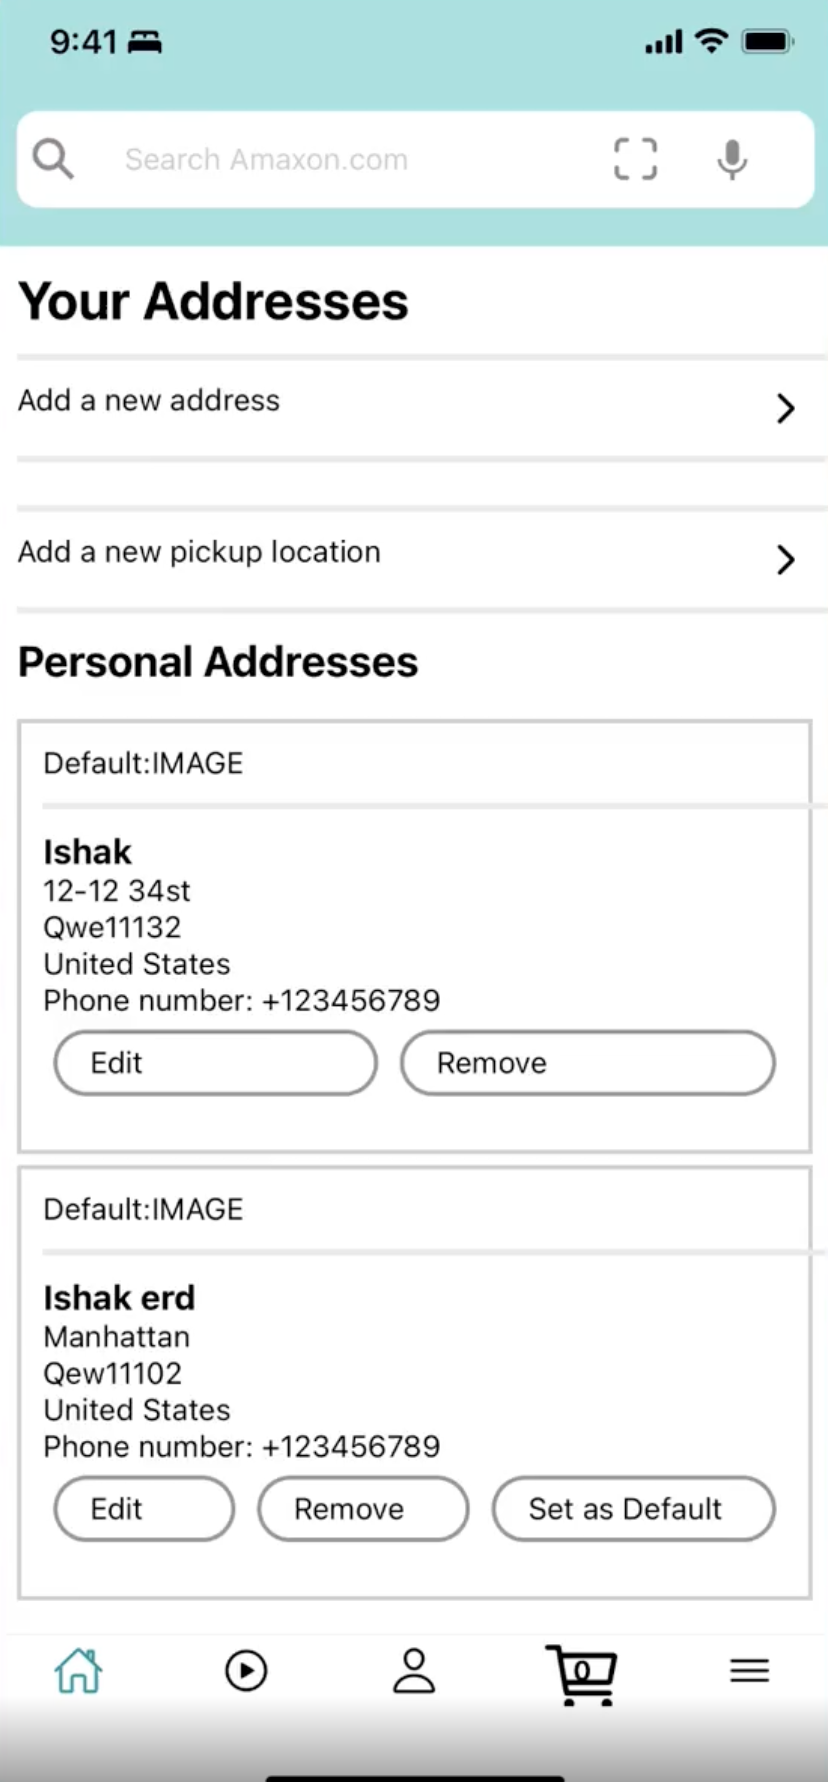 9:41
Search Amaxon.com
Your Addresses
Add a new address
Add a new pickup location
Personal Addresses
Default:IMAGE
Ishak
12-12 34st
Qwe11132
United States
Phone number: +123456789
Edit Remove
Default:IMAGE
Ishak erd
Manhattan
Qew11102
United States
Phone number: +123456789
Edit Remove Set as Default
0